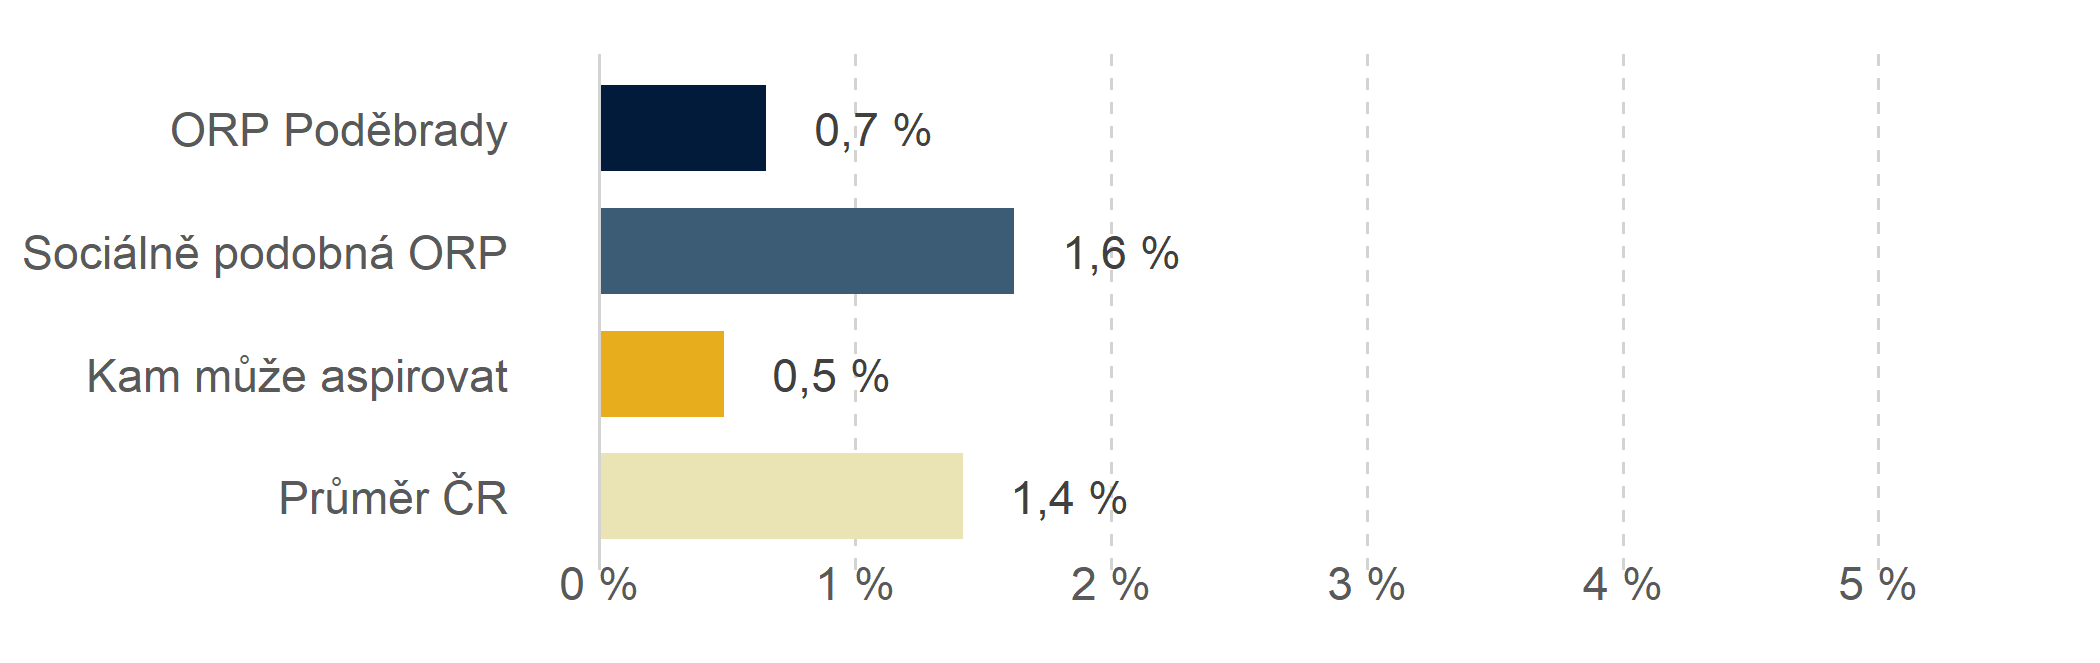 ORP Poděbrady
0,7 %
Sociálně podobná ORP
1,6 %
Kam může aspirovat
0,5 %
Průměr ČR
1,4 %
0 % 1 % 2 % 3 % 4 % 5 %